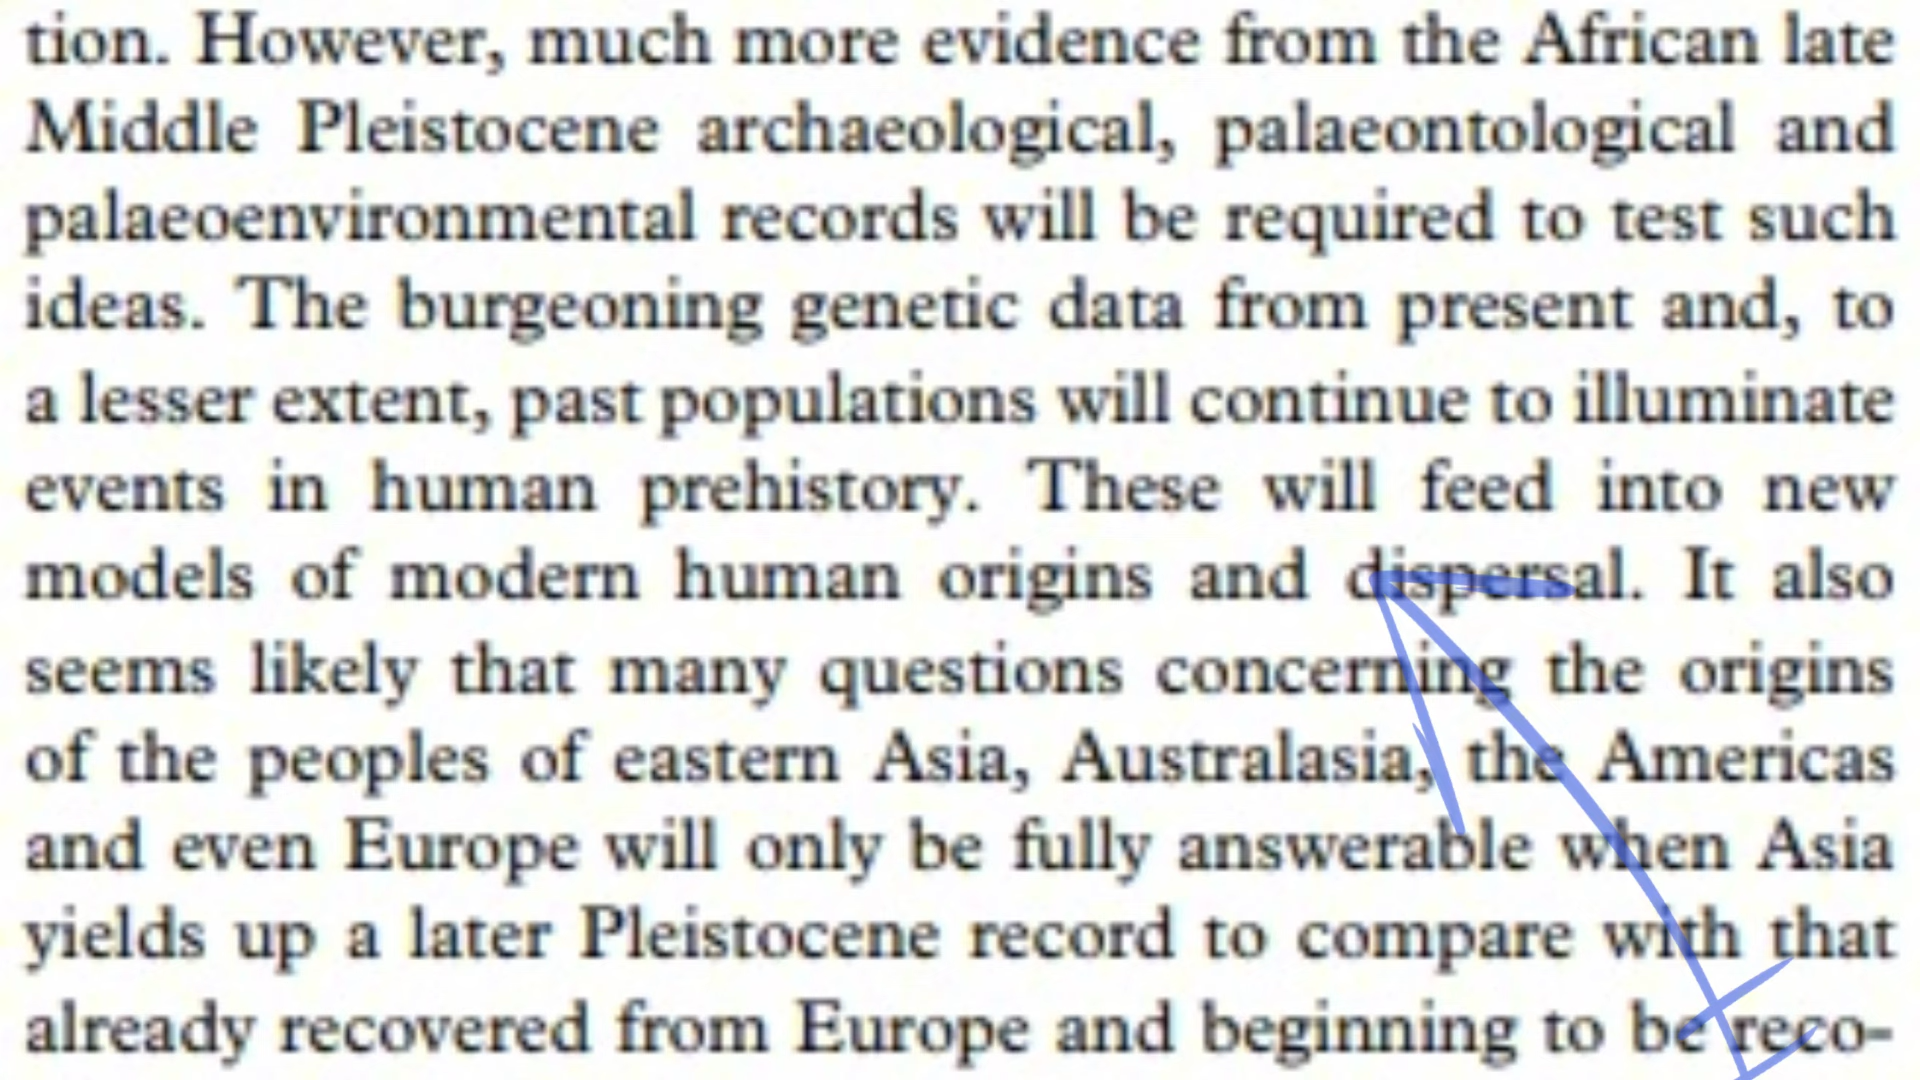 tion. However, much more evidence from the African late
Middle Pleistocene archaeological, palaeontological and
palaeoenvironmental records will be required to test such
ideas. The burgeoning genetic data from present and, to
a lesser extent, past populations will continue to illuminate
events in human prehistory. These will feed into new
models of modern human origins and dispersal. It also
seems likely that many questions concerning the origins
of the peoples of eastern Asia, Australasia, the Americas
and even Europe will only be fully answerable when Asia
yields up a later Pleistocene record to compare with that
already recovered from Europe and beginning to be reco-